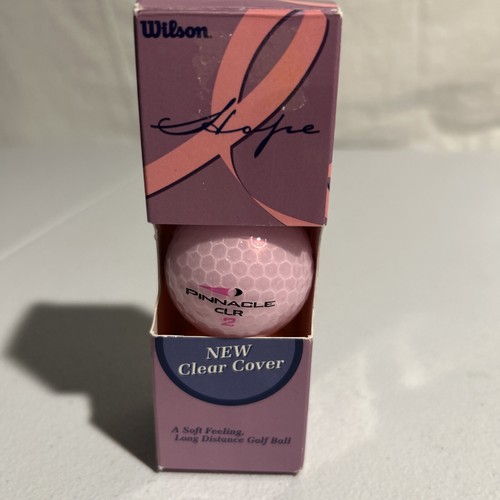 Wilson
Hope
PINNACLE
CLR
2
NEW
Clear Cover
A Soft Feeling,
Long Distance Golf Ball